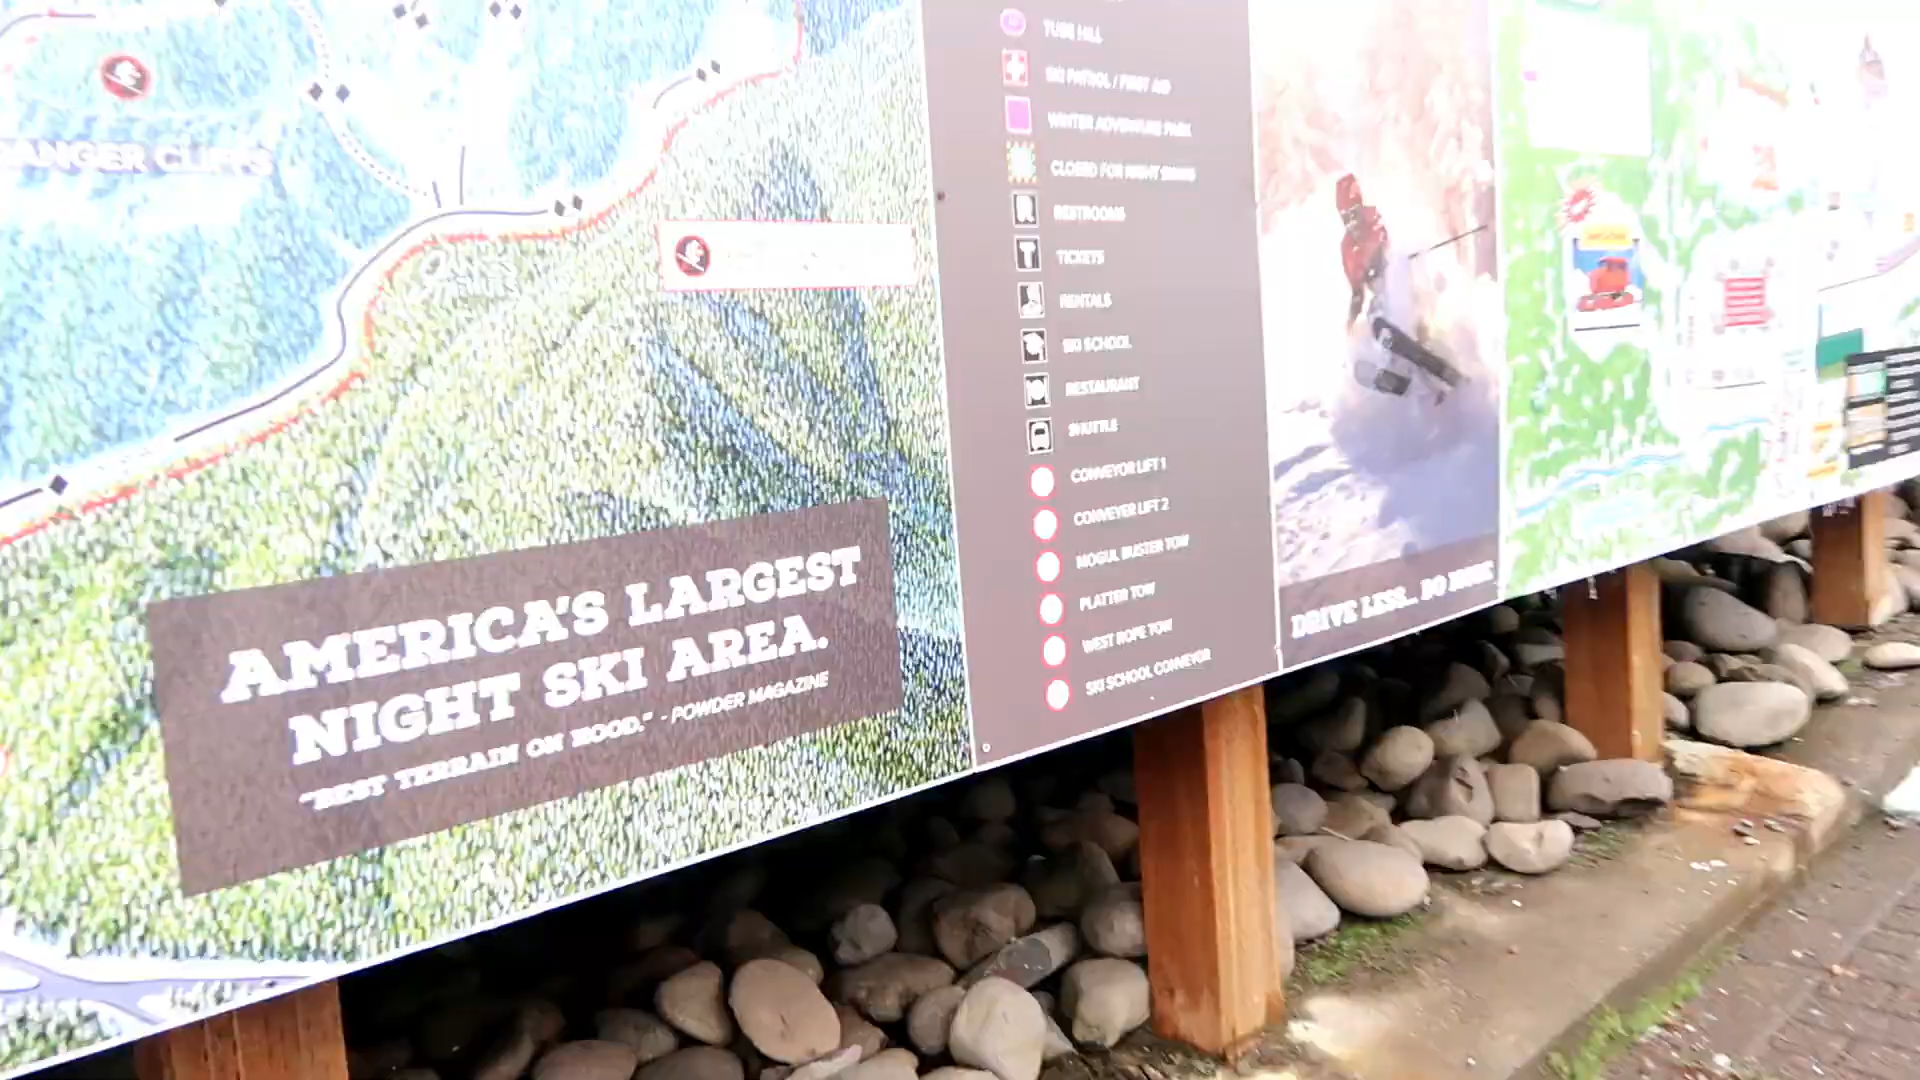 CLIFFS
AMERICA'S LARGEST
NIGHT SKI AREA.
"BEST TERRAIN ON HOOD." - POWDER MAGAZINE
TUBE HILL
SKI PATROL / FIRST AID
WINTER ADVENTURE PARK
CLOSED FOR NIGHT SKIING
RESTROOMS
TICKETS
RENTALS
SKI SCHOOL
RESTAURANT
SHUTTLE
CONVEYOR LIFT 1
CONVEYER LIFT 2
MOGUL BUSTER TOW
PLATTER TOW
WEST ROPE TOW
SKI SCHOOL CONVEYOR
DRIVE LESS... DO MORE